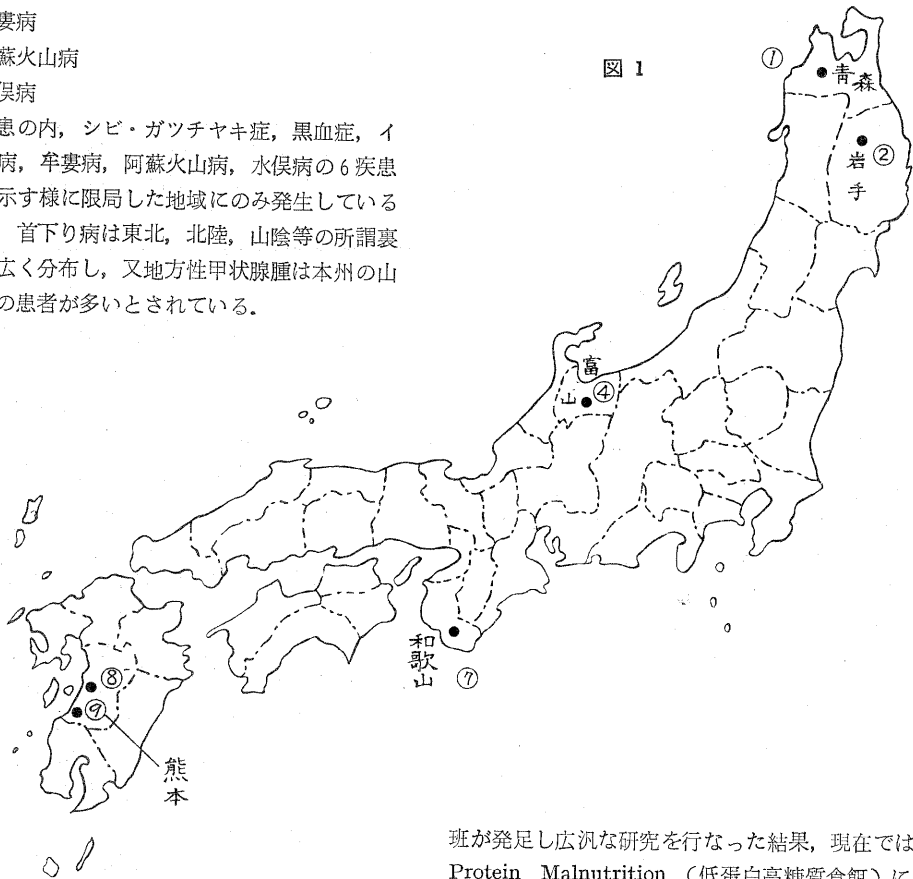 婁病
蘇火山病
俣病
患の内，シビ・ガツチヤキ症，黒血症，イ
病，牟婁病，阿蘇火山病，水俣病の6疾患
示す様に限局した地域にのみ発生している
首下り病は東北，北陸，山陰等の所謂裏
広く分布し，又地方性甲状腺腫は本州の山
の患者が多いとされている．
図 1
①
青森
②
岩手
富山
④
和歌山
⑦
⑧
⑨
熊本
班が発足し広汎な研究を行なった結果，現在では
Protein Malnutrition （低蛋白高糖質食餌）に